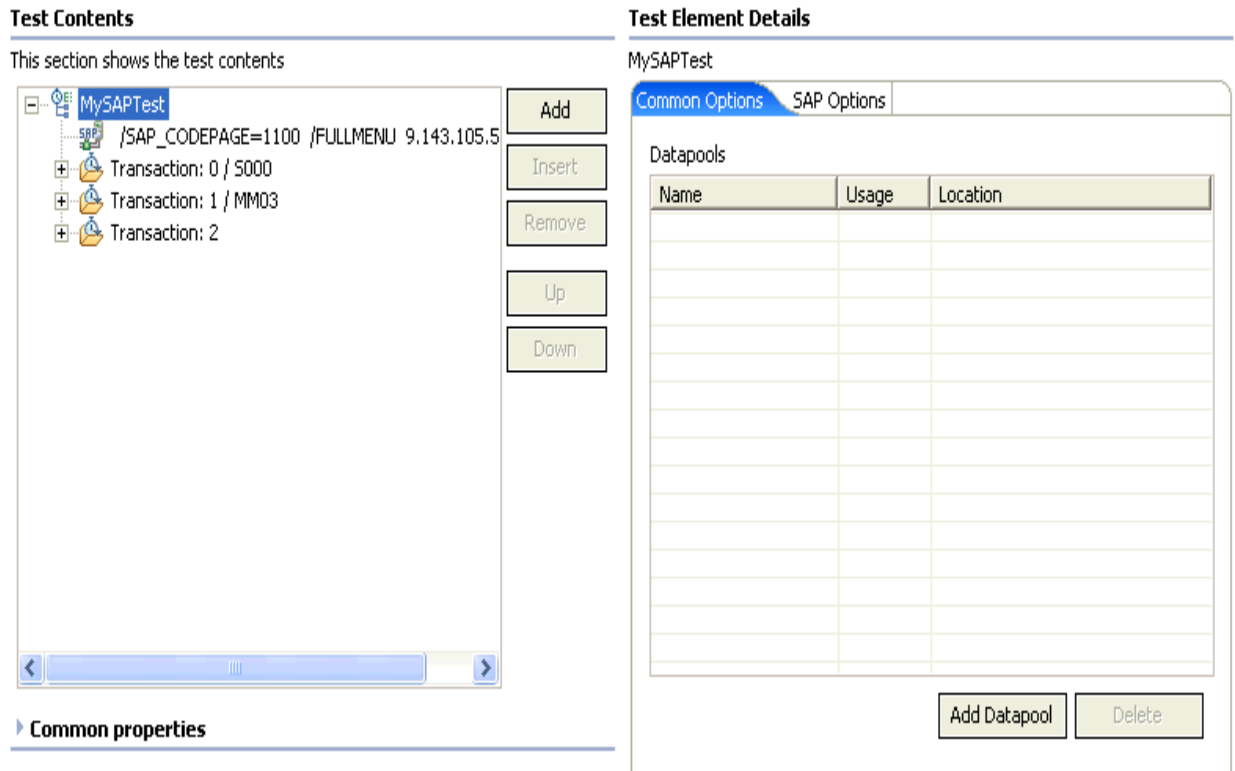 Test Contents
This section shows the test contents
MySAPTest
SAP /SAP_CODEPAGE=1100 /FULLMENU 9.143.105.5
Transaction: 0 / S000
Transaction: 1 / MM03
Transaction: 2
Add
Insert
Remove
Up
Down
Common properties
Test Element Details
MySAPTest
Common Options SAP Options
Datapools
Name Usage Location
Add Datapool Delete